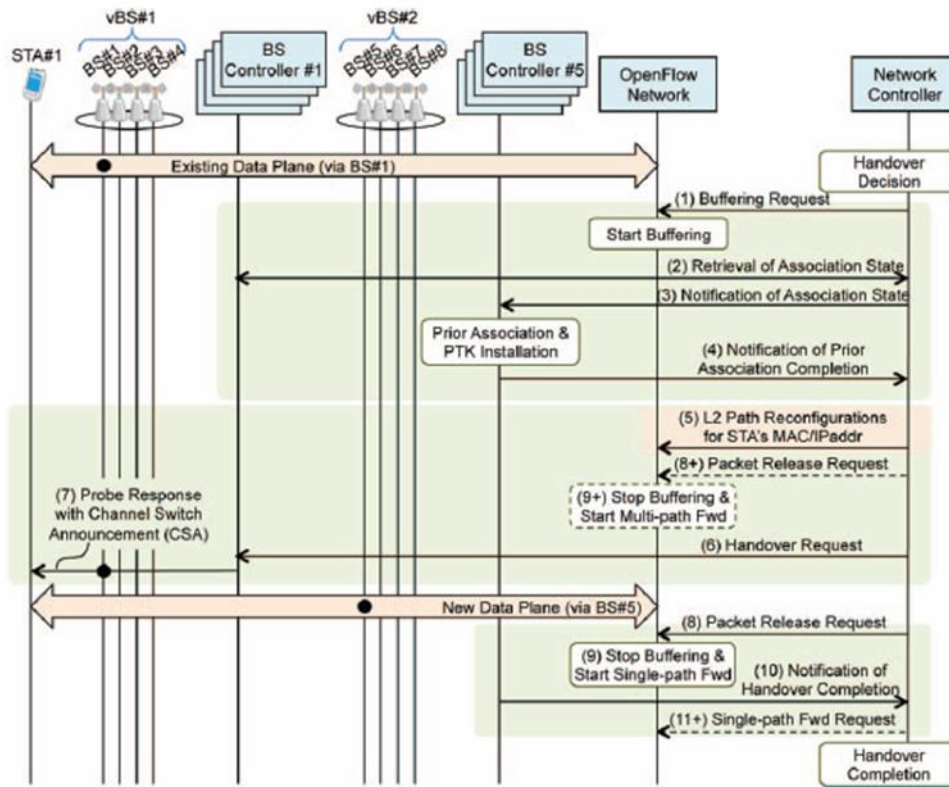 vBS#1
vBS#2
STA#1
BS#1
BS#2
BS#3
BS#4
BS
Controller #1
BS#5
BS#6
BS#7
BS#8
BS
Controller #5
OpenFlow
Network
Network
Controller
Existing Data Plane (via BS#1)
Handover
Decision
(1) Buffering Request
Start Buffering
(2) Retrieval of Association State
(3) Notification of Association State
Prior Association &
PTK Installation
(4) Notification of Prior
Association Completion
(5) L2 Path Reconfigurations
for STA's MAC/IPaddr
(8+) Packet Release Request
(9+) Stop Buffering &
Start Multi-path Fwd
(7) Probe Response
with Channel Switch
Announcement (CSA)
(6) Handover Request
New Data Plane (via BS#5)
(8) Packet Release Request
(9) Stop Buffering &
Start Single-path Fwd
(10) Notification of
Handover Completion
(11+) Single-path Fwd Request
Handover
Completion